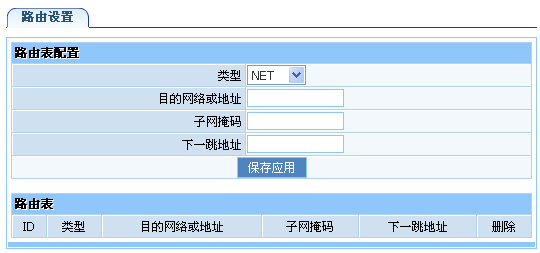 路由设置
路由表配置
类型 NET
目的网络或地址
子网掩码
下一跳地址
保存应用
路由表
ID 类型 目的网络或地址 子网掩码 下一跳地址 删除